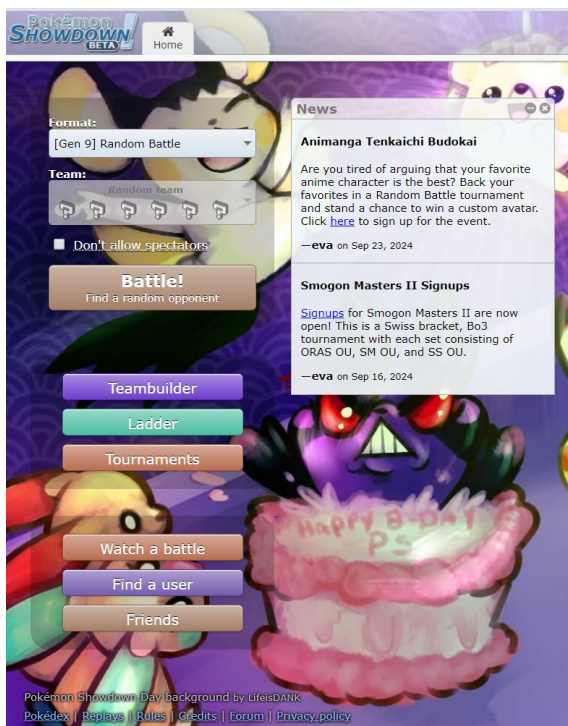 Pokémon
SHOWDOWN!
BETA
Home
Format:
[Gen 9] Random Battle
Team:
Random team
Don't allow spectators
Battle!
Find a random opponent
Teambuilder
Ladder
Tournaments
Watch a battle
Find a user
Friends
News
Animanga Tenkaichi Budokai
Are you tired of arguing that your favorite
anime character is the best? Back your
favorites in a Random Battle tournament
and stand a chance to win a custom avatar.
Click here to sign up for the event.
—eva on Sep 23, 2024
Smogon Masters II Signups
Signups for Smogon Masters II are now
open! This is a Swiss bracket, Bo3
tournament with each set consisting of
ORAS OU, SM OU, and SS OU.
—eva on Sep 16, 2024
HAPPY B-DAY
PS
Pokémon Showdown Day background by LifeisDANK
Pokédex | Replays | Rules | Credits | Forum | Privacy policy